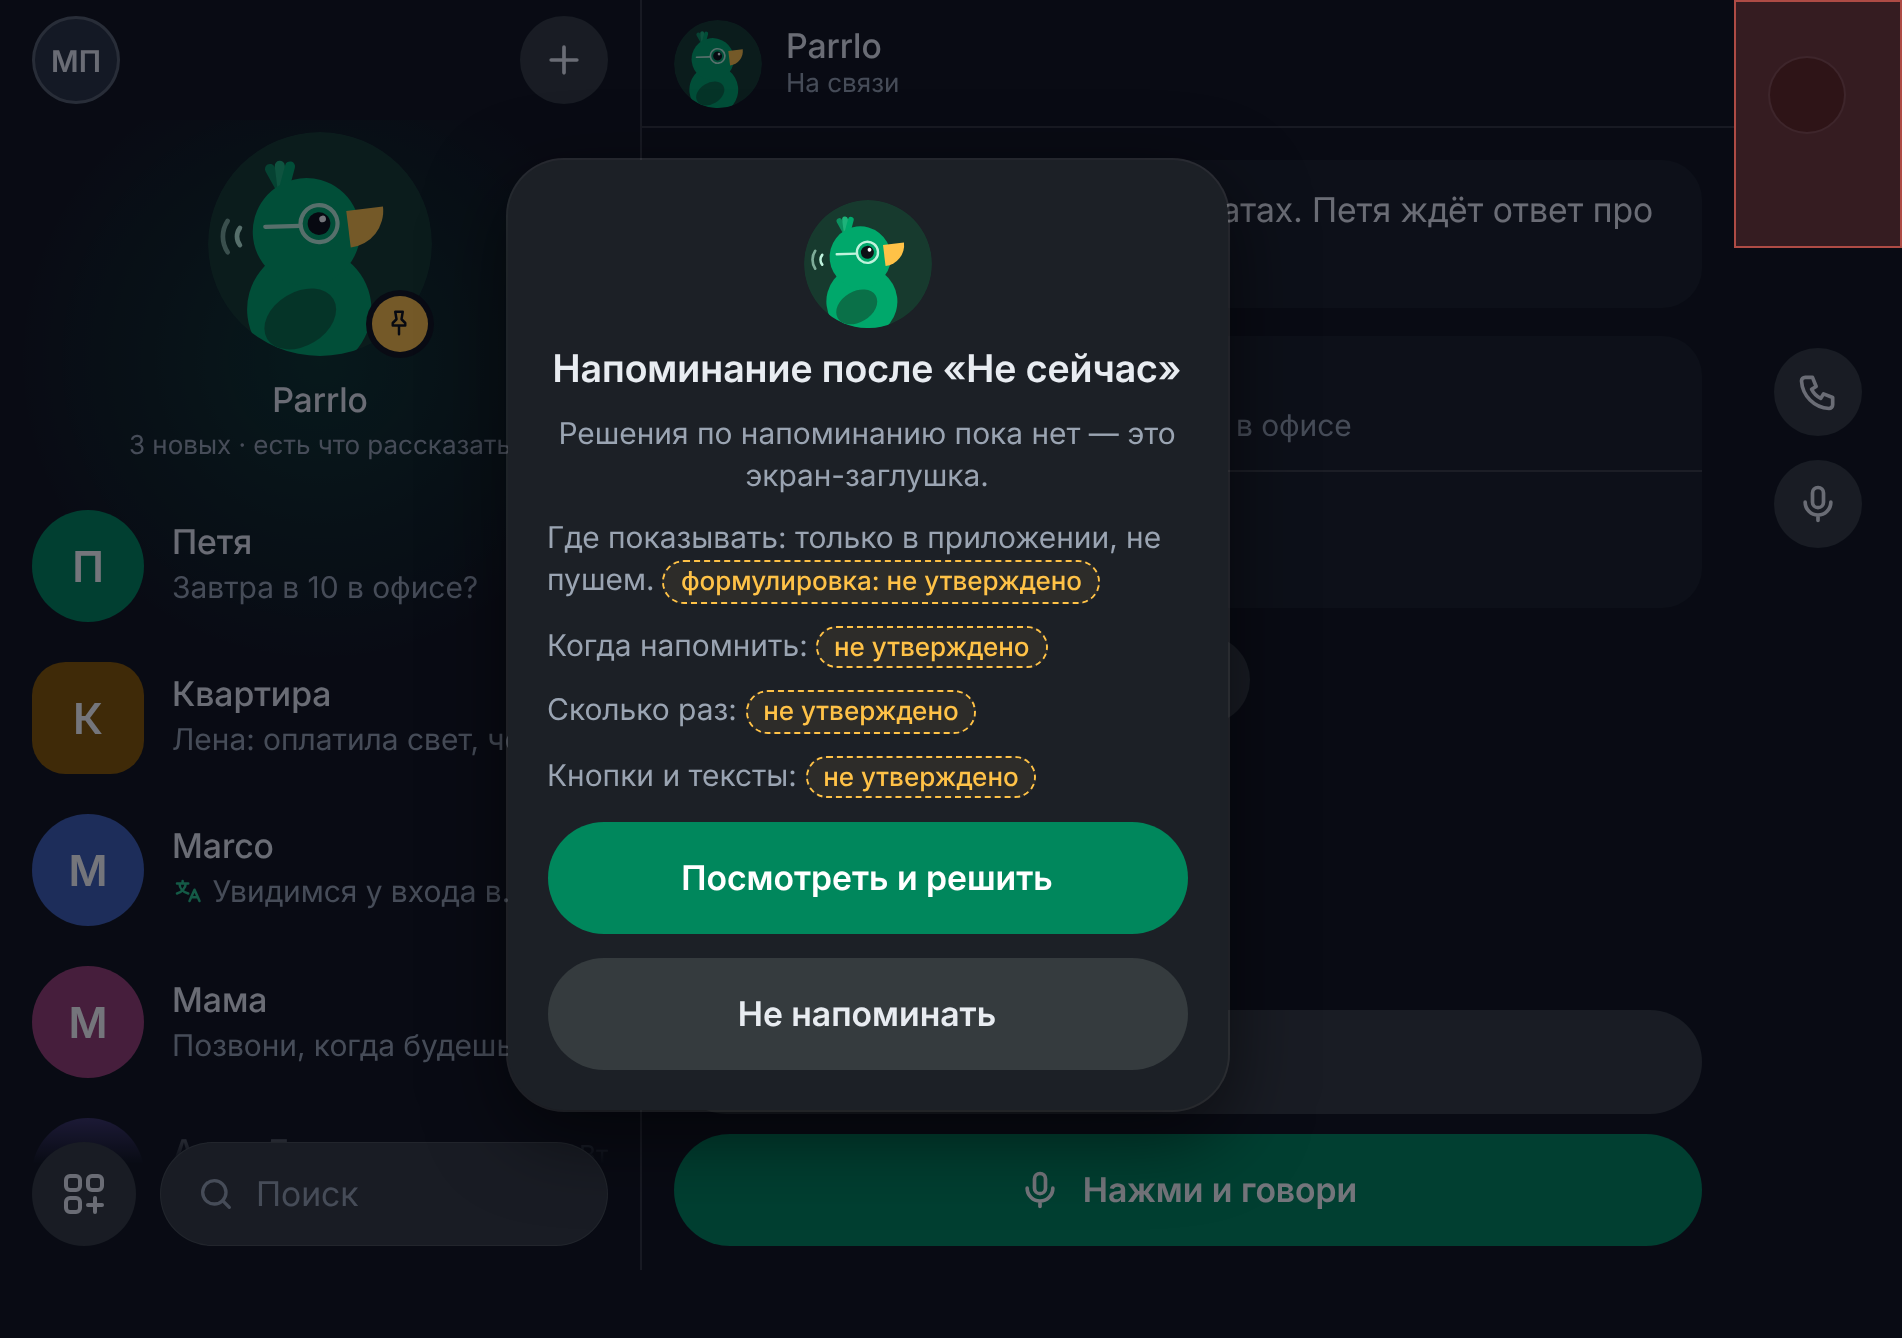 МП
Parrlo
На связи
Parrlo
3 новых · есть что рассказать
Петя
Завтра в 10 в офисе?
К
Квартира
Лена: оплатила свет,
М
Marco
Увидимся у входа в
М
Мама
Позвони, когда будешь
П
Поиск
Напоминание после «Не сейчас»
Решения по напоминанию пока нет — это
экран-заглушка.
Где показывать: только в приложении, не
пушем. формулировка: не утверждено
Когда напомнить: не утверждено
Сколько раз: не утверждено
Кнопки и тексты: не утверждено
Посмотреть и решить
Не напоминать
Петя ждёт ответ про
в офисе
Нажми и говори